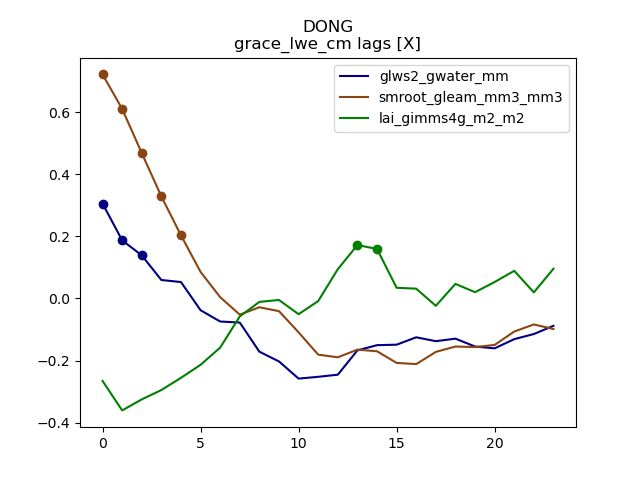 DONG
grace_lwe_cm lags [X]
glws2_gwater_mm
smroot_gleam_mm3_mm3
lai_gimms4g_m2_m2
0.6
0.4
0.2
0.0
−0.2
−0.4
0 5 10 15 20